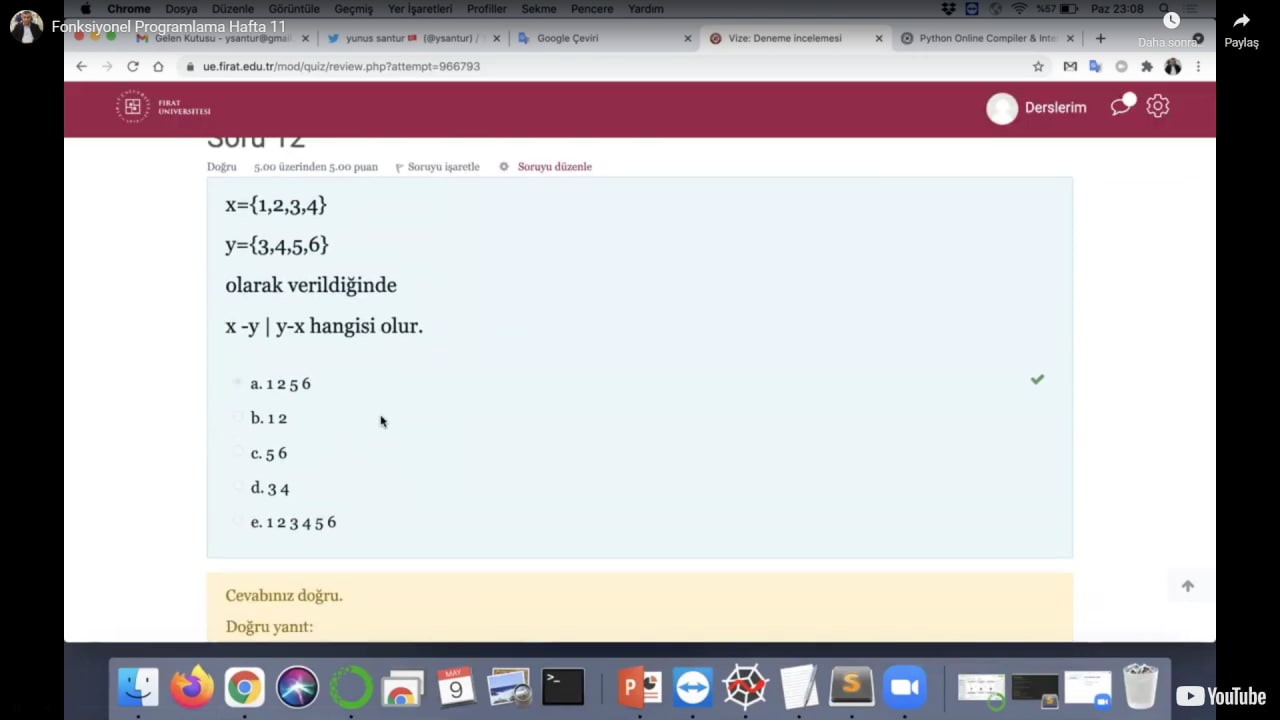 Chrome Dosya Düzenle Görüntüle Geçmiş Yer İşaretleri Profiller Sekme Pencere Yardım %57 Paz 23:08
Fonksiyonel Programlama Hafta 11
Gelen Kutusu - ysantur@gmail
yunus santur (@ysantur) /
Google Çeviri
Vize: Deneme incelemesi
Python Online Compiler & Inte
Daha sonra...
Paylaş
ue.firat.edu.tr/mod/quiz/review.php?attempt=966793
FIRAT
ÜNİVERSİTESİ
Derslerim
Soru 12
Doğru 5.00 üzerinden 5.00 puan Soruyu işaretle Soruyu düzenle
x={1,2,3,4}
y={3,4,5,6}
olarak verildiğinde
x -y | y-x hangisi olur.
a. 1 2 5 6
b. 1 2
c. 5 6
d. 3 4
e. 1 2 3 4 5 6
Cevabınız doğru.
Doğru yanıt:
MAY
9
YouTube